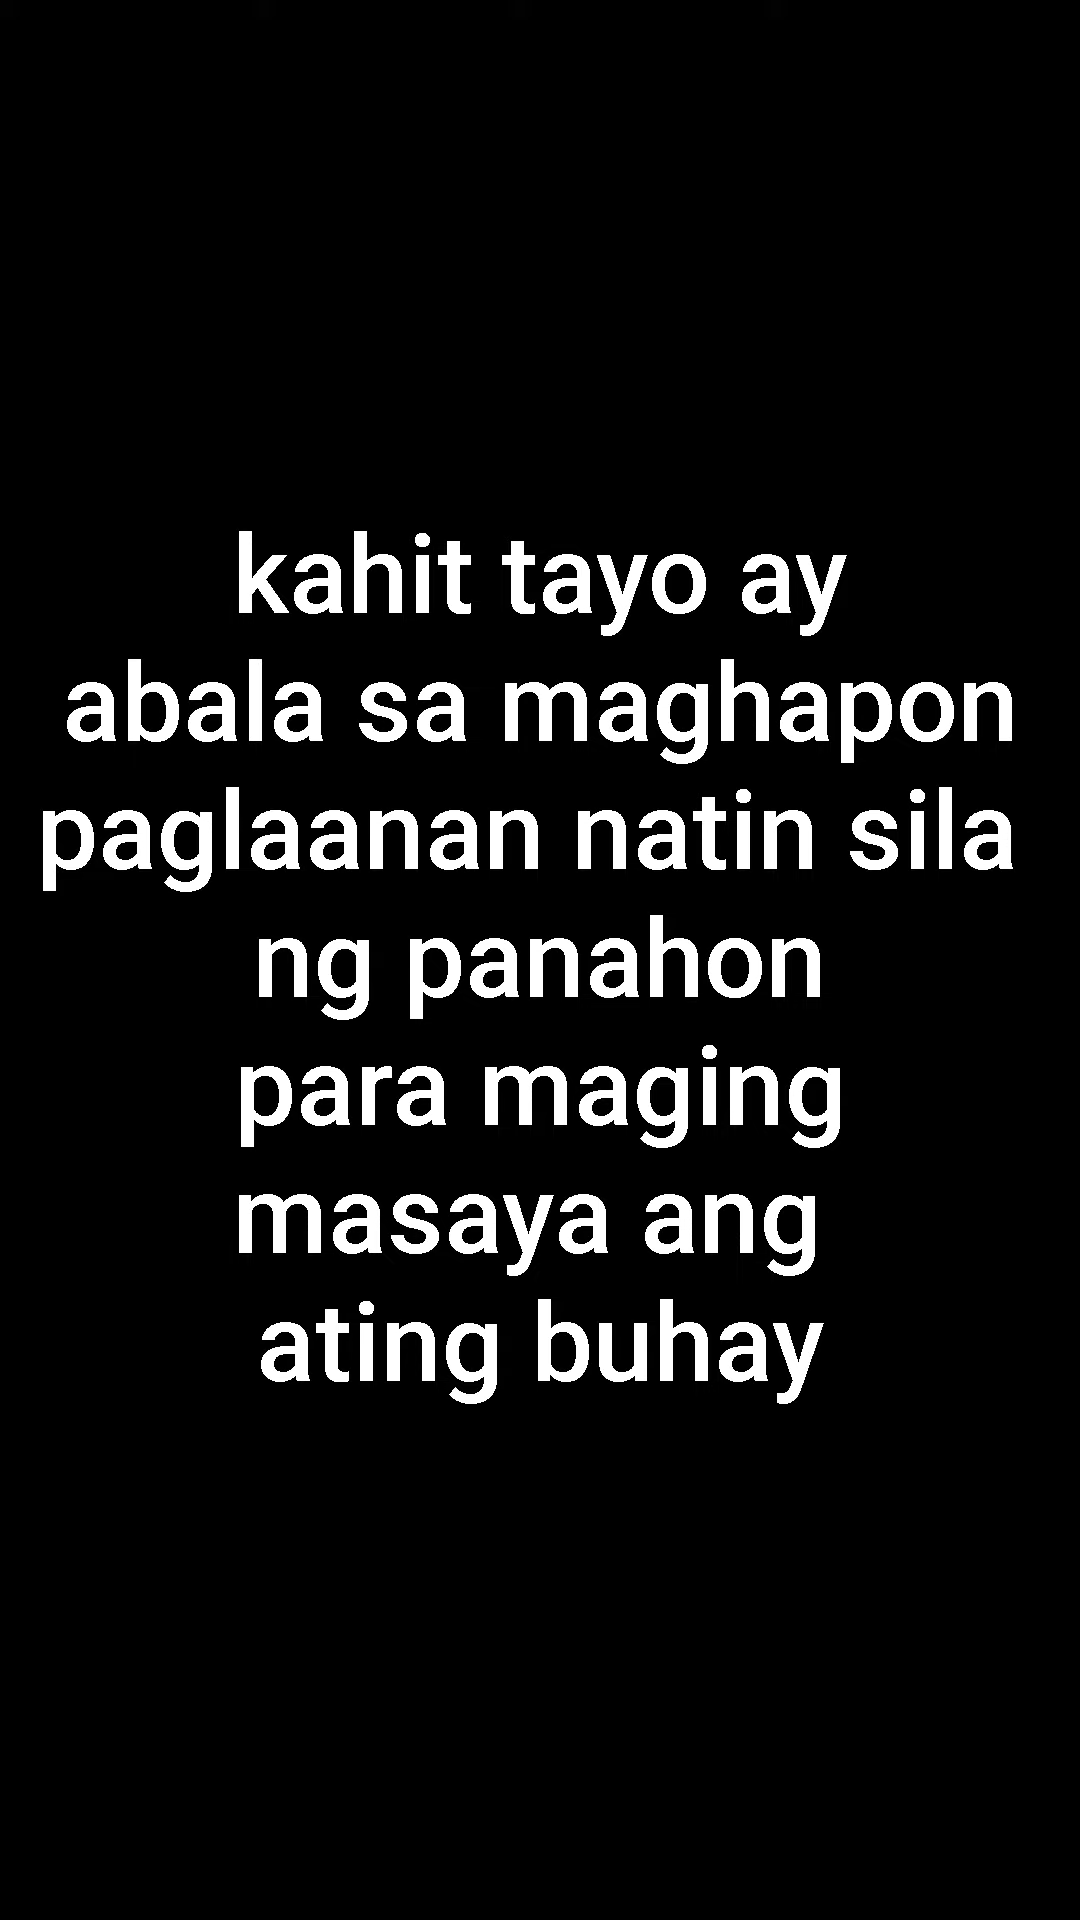 kahit tayo ay
abala sa maghapon
paglaanan natin sila
ng panahon
para maging
masaya ang
ating buhay